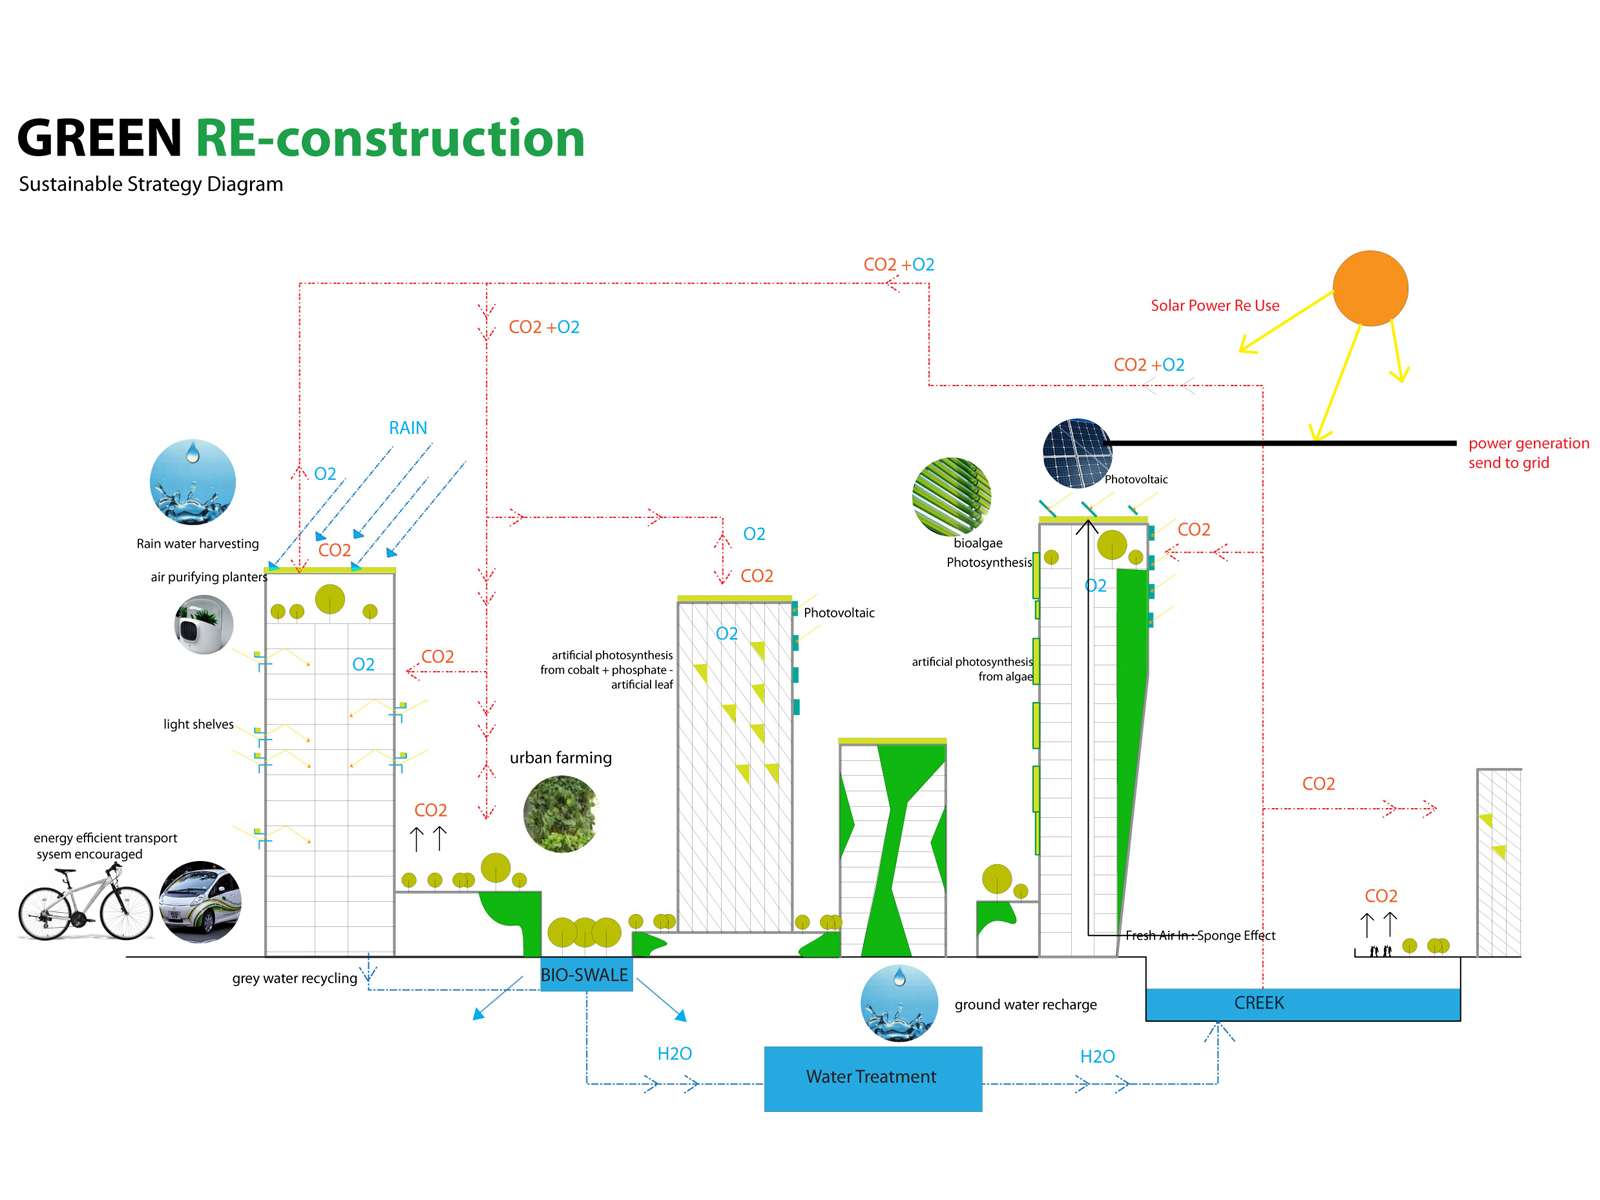 GREEN RE-construction
Sustainable Strategy Diagram
CO2 +O2
CO2 +O2
Solar Power Re Use
CO2 +O2
RAIN
power generation
send to grid
O2
Photovoltaic
Rain water harvesting
CO2
O2
CO2
bioalgae
Photosynthesis
air purifying planters
CO2
O2
Photovoltaic
O2
artificial photosynthesis
from cobalt + phosphate -
artificial leaf
CO2
O2
artificial photosynthesis
from algae
light shelves
urban farming
CO2
CO2
energy efficient transport
sysem encouraged
CO2
Fresh Air In : Sponge Effect
grey water recycling
BIO-SWALE
ground water recharge
CREEK
H2O
H2O
Water Treatment